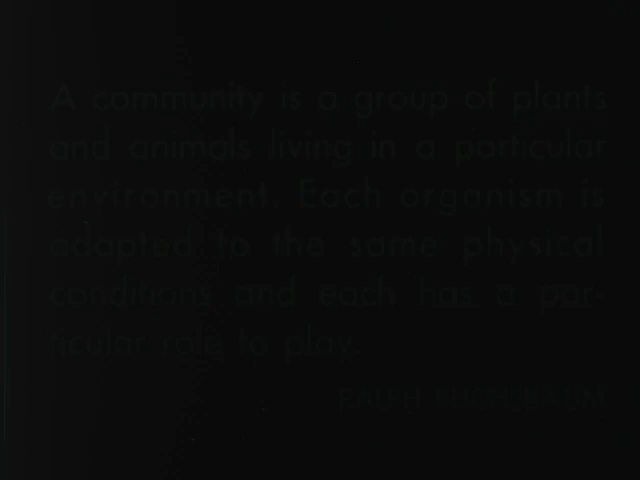 A community is a group of plants
and animals living in a particular
environment. Each organism is
adapted to the same physical
conditions and each has a par-
ticular role to play
RALPH BUCHSBAUM